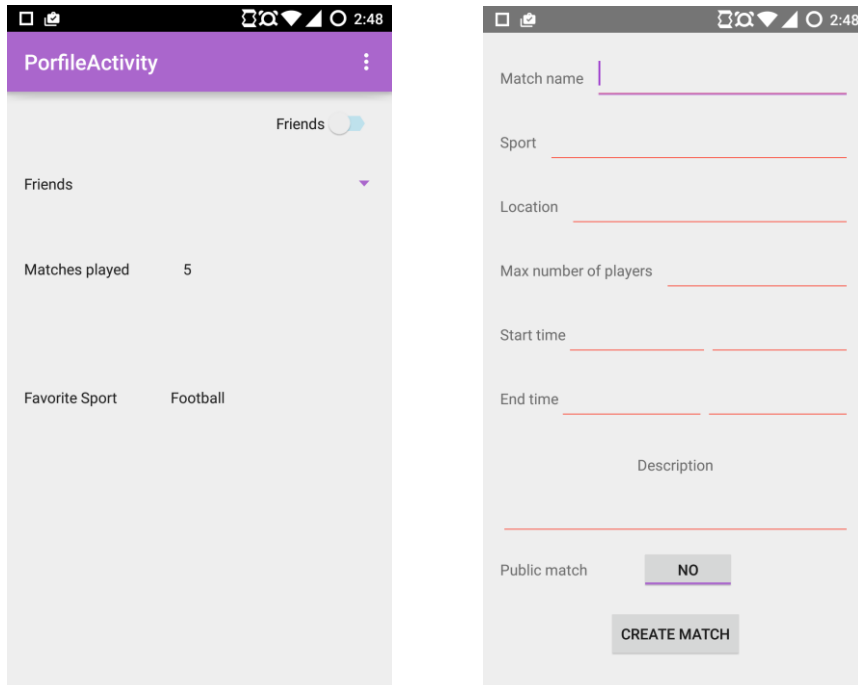 2:48
PorfileActivity
Friends
Friends
Matches played 5
Favorite Sport Football
2:48
Match name
Sport
Location
Max number of players
Start time
End time
Description
Public match NO
CREATE MATCH